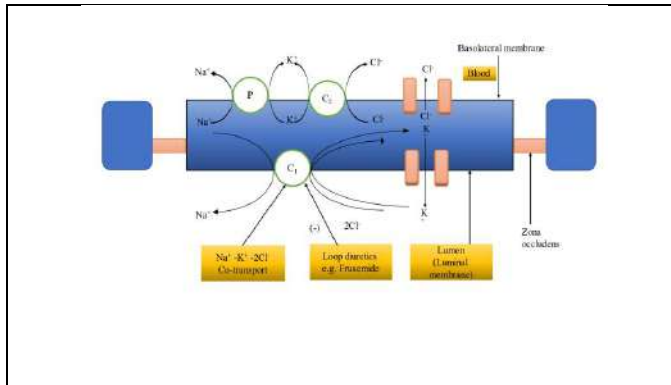 Basolateral membrane
Blood
Na⁺
K⁺
Cl⁻
Cl⁻
P
C₂
Na⁺
K⁺
Cl⁻
Cl⁻
K
C₁
Na⁺
(-)
2Cl⁻
K
Zona
occludens
Na⁺ -K⁺ -2Cl⁻
Co-transport
Loop diuretics
e.g. Frusemide
Lumen
(Luminal
membrane)